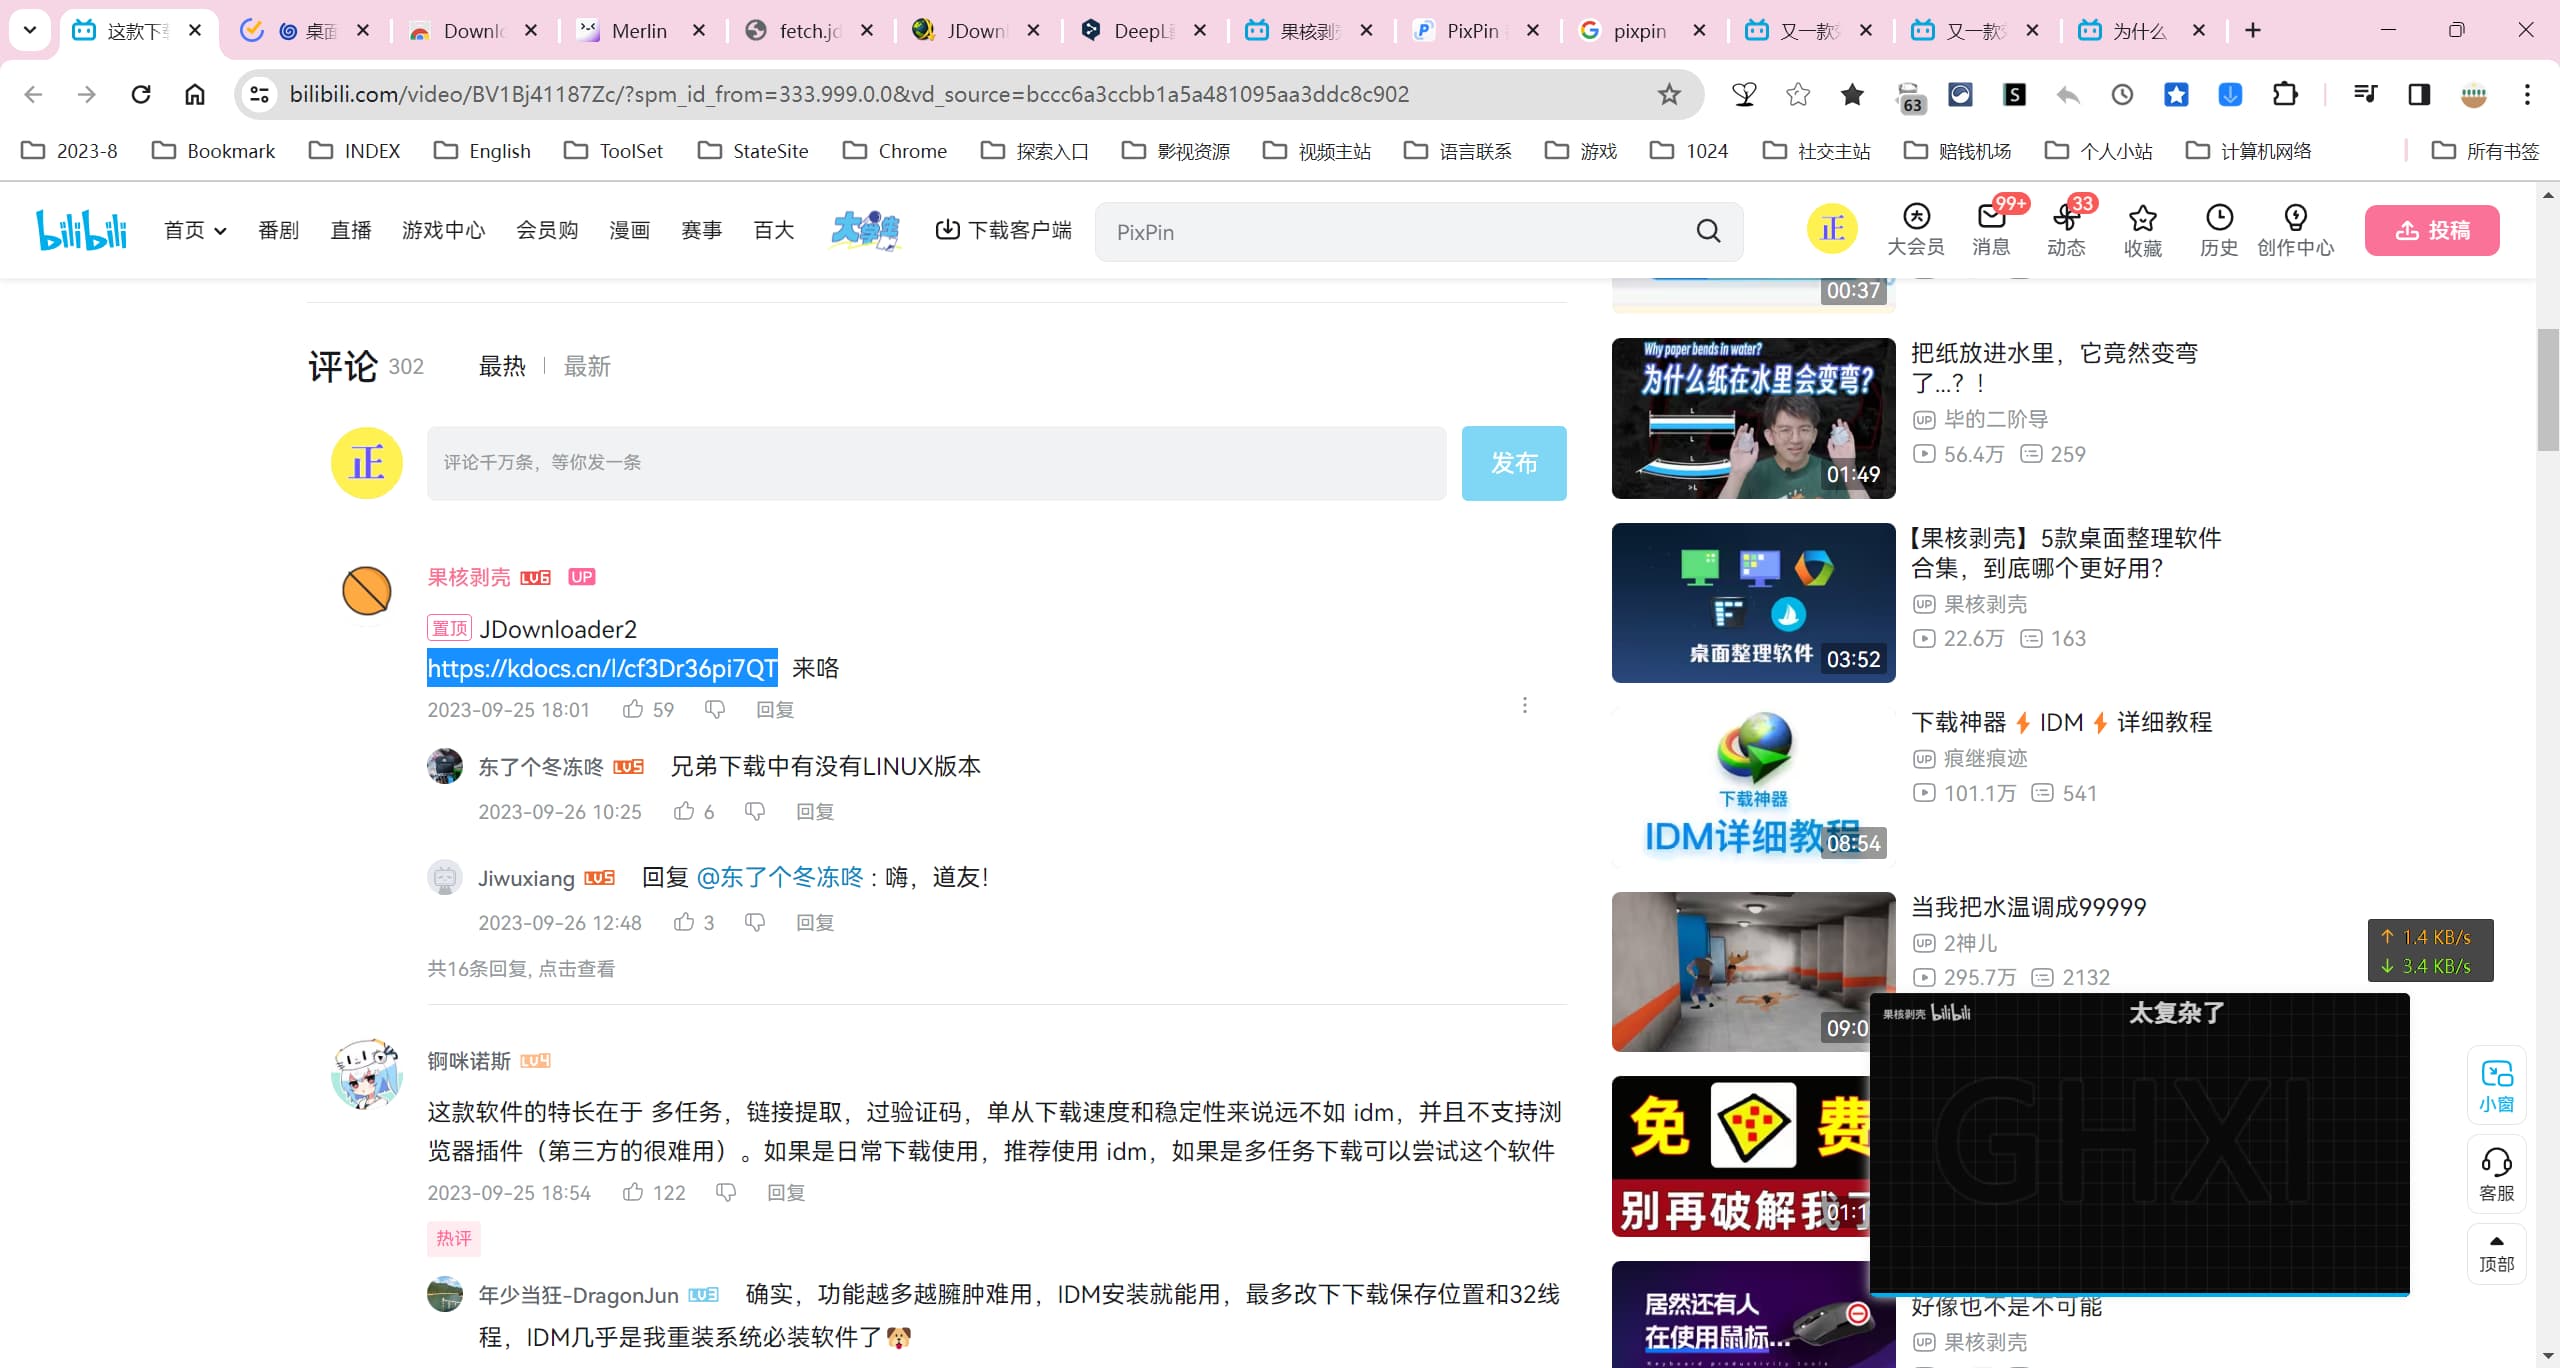 这款下
桌面
Downlo
Merlin
fetch.jd
JDownl
DeepL
果核剥
PixPin
pixpin
又一款
又一款
为什么
bilibili.com/video/BV1Bj41187Zc/?spm_id_from=333.999.0.0&vd_source=bccc6a3ccbb1a5a481095aa3ddc8c902
63
S
2023-8
Bookmark
INDEX
English
ToolSet
StateSite
Chrome
探索入口
影视资源
视频主站
语言联系
游戏
1024
社交主站
赔钱机场
个人小站
计算机网络
所有书签
bilibili
首页
番剧
直播
游戏中心
会员购
漫画
赛事
百大
大学生
下载客户端
PixPin
正
大会员
99+
消息
33
动态
收藏
历史
创作中心
投稿
评论 302
最热
最新
正
评论千万条，等你发一条
发布
果核剥壳 LV6 UP
置顶 JDownloader2
https://kdocs.cn/l/cf3Dr36pi7QT 来咯
2023-09-25 18:01 59 回复
东了个冬冻咚 LV5 兄弟下载中有没有LINUX版本
2023-09-26 10:25 6 回复
Jiwuxiang LV5 回复 @东了个冬冻咚 : 嗨，道友！
2023-09-26 12:48 3 回复
共16条回复, 点击查看
锕咪诺斯 LV4
这款软件的特长在于 多任务，链接提取，过验证码，单从下载速度和稳定性来说远不如 idm，并且不支持浏
览器插件（第三方的很难用）。如果是日常下载使用，推荐使用 idm，如果是多任务下载可以尝试这个软件
2023-09-25 18:54 122 回复
热评
年少当狂-DragonJun LV3 确实，功能越多越臃肿难用，IDM安装就能用，最多改下下载保存位置和32线
程，IDM几乎是我重装系统必装软件了
00:37
Why paper bends in water?
为什么纸在水里会变弯?
L
L
>L
01:49
把纸放进水里，它竟然变弯
了...？！
UP 毕的二阶导
56.4万 259
桌面整理软件
03:52
【果核剥壳】5款桌面整理软件
合集，到底哪个更好用？
UP 果核剥壳
22.6万 163
下载神器
IDM详细教程
08:54
下载神器⚡IDM⚡详细教程
UP 痕继痕迹
101.1万 541
09:0
当我把水温调成99999
UP 2神儿
295.7万 2132
免
费
别再破解我了
01:1
居然还有人
在使用鼠标...
Keyboard productivity tools
好像也不是不可能
UP 果核剥壳
↑ 1.4 KB/s
↓ 3.4 KB/s
果核剥壳 bilibili
太复杂了
GHXI
小窗
客服
顶部